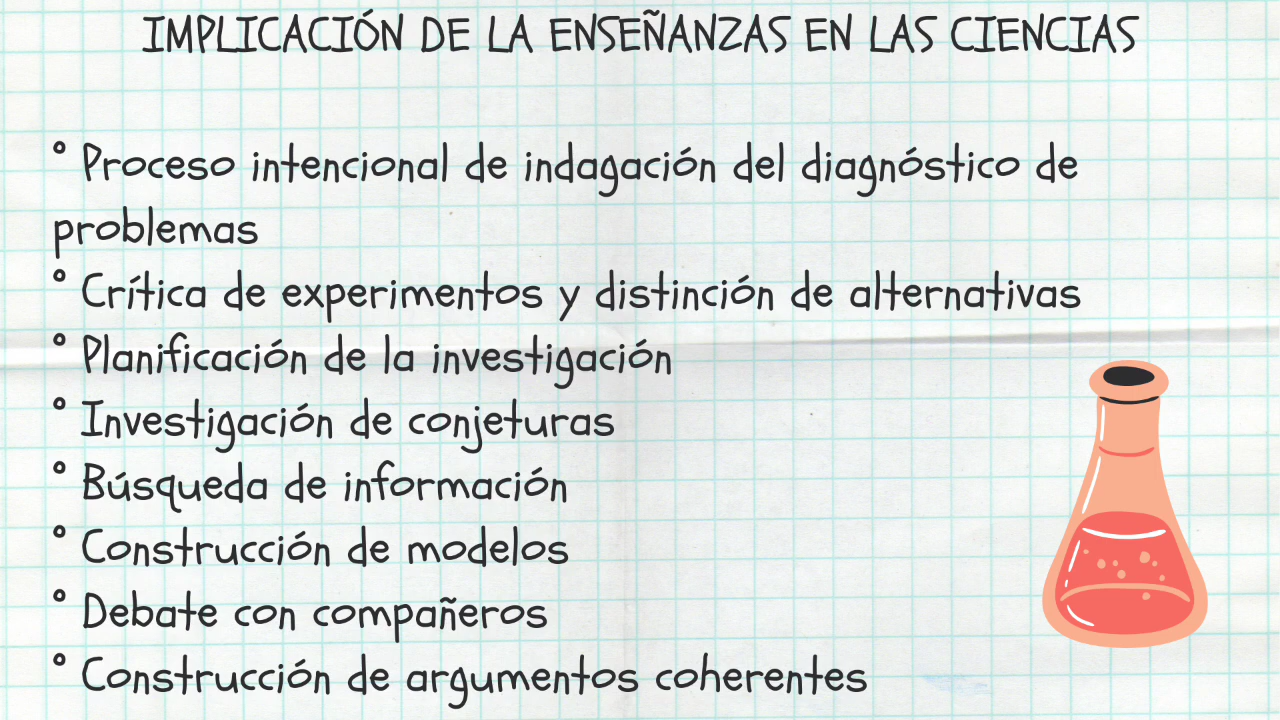 IMPLICACIÓN DE LA ENSEÑANZAS EN LAS CIENCIAS
° Proceso intencional de indagación del diagnóstico de
problemas
° Crítica de experimentos y distinción de alternativas
° Planificación de la investigación
° Investigación de conjeturas
° Búsqueda de información
° Construcción de modelos
° Debate con compañeros
° Construcción de argumentos coherentes